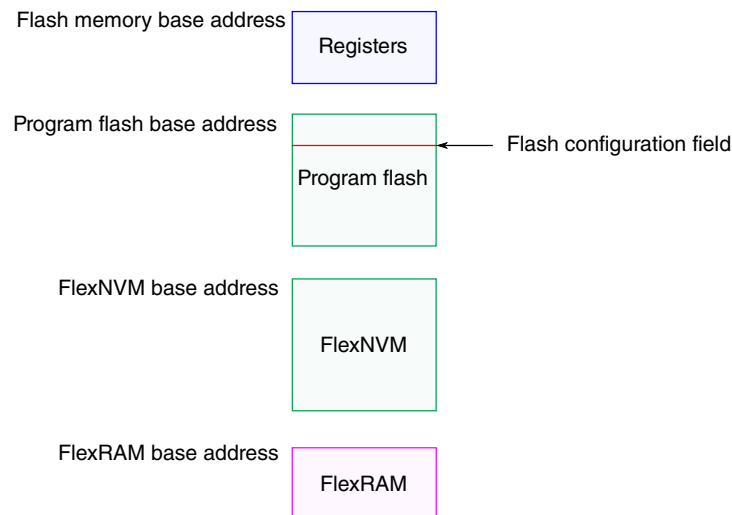 Flash memory base address
Registers
Program flash base address
Flash configuration field
Program flash
FlexNVM base address
FlexNVM
FlexRAM base address
FlexRAM